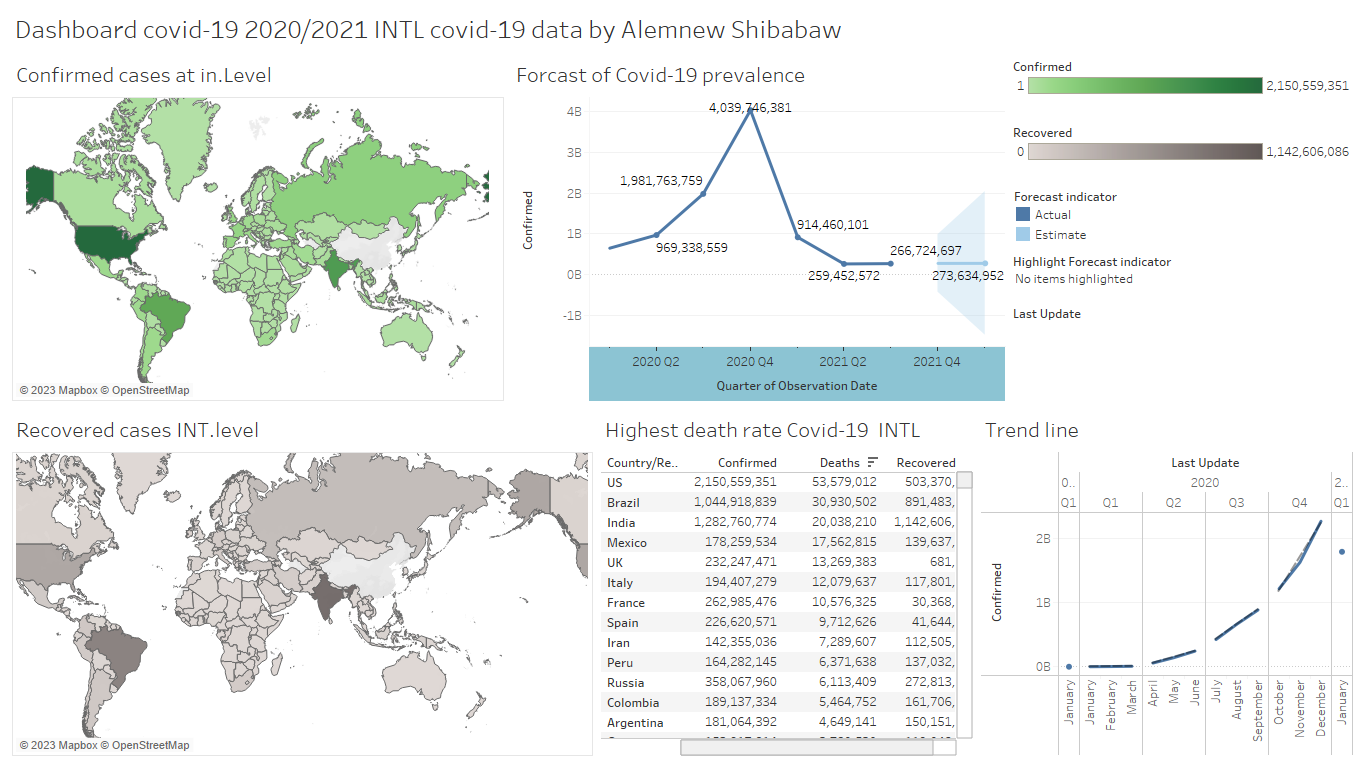 Dashboard covid-19 2020/2021 INTL covid-19 data by Alemnew Shibabaw
Confirmed cases at in.Level
© 2023 Mapbox © OpenStreetMap
Forcast of Covid-19 prevalence
Confirmed
4B
3B
2B
1B
0B
-1B
4,039,746,381
1,981,763,759
969,338,559
914,460,101
259,452,572
266,724,697
273,634,952
2020 Q2 2020 Q4 2021 Q2 2021 Q4
Quarter of Observation Date
Confirmed
1 2,150,559,351
Recovered
0 1,142,606,086
Forecast indicator
Actual
Estimate
Highlight Forecast indicator
No items highlighted
Last Update
Recovered cases INT.level
© 2023 Mapbox © OpenStreetMap
Highest death rate Covid-19 INTL
Country/Re.. Confirmed Deaths Recovered
US 2,150,559,351 53,579,012 503,370,
Brazil 1,044,918,839 30,930,502 891,483,
India 1,282,760,774 20,038,210 1,142,606,
Mexico 178,259,534 17,562,815 139,637,
UK 232,247,471 13,269,383 681,
Italy 194,407,279 12,079,637 117,801,
France 262,985,476 10,576,325 30,368,
Spain 226,620,571 9,712,626 41,644,
Iran 142,355,036 7,289,607 112,505,
Peru 164,282,145 6,371,638 137,032,
Russia 358,067,960 6,113,409 272,813,
Colombia 189,137,334 5,464,752 161,706,
Argentina 181,064,392 4,649,141 150,151,
Trend line
Last Update
0.. 2020 2..
Q1 Q1 Q2 Q3 Q4 Q1
Confirmed
2B
1B
0B
January January February March April May June July August September October November December January